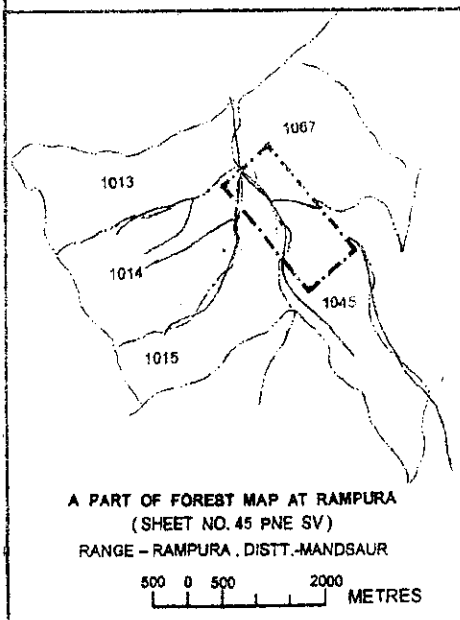 1067
1013
1014
1045
1015
A PART OF FOREST MAP AT RAMPURA
(SHEET NO. 45 PNE SV)
RANGE – RAMPURA, DISTT.-MANDSAUR
500 0 500 2000 METRES